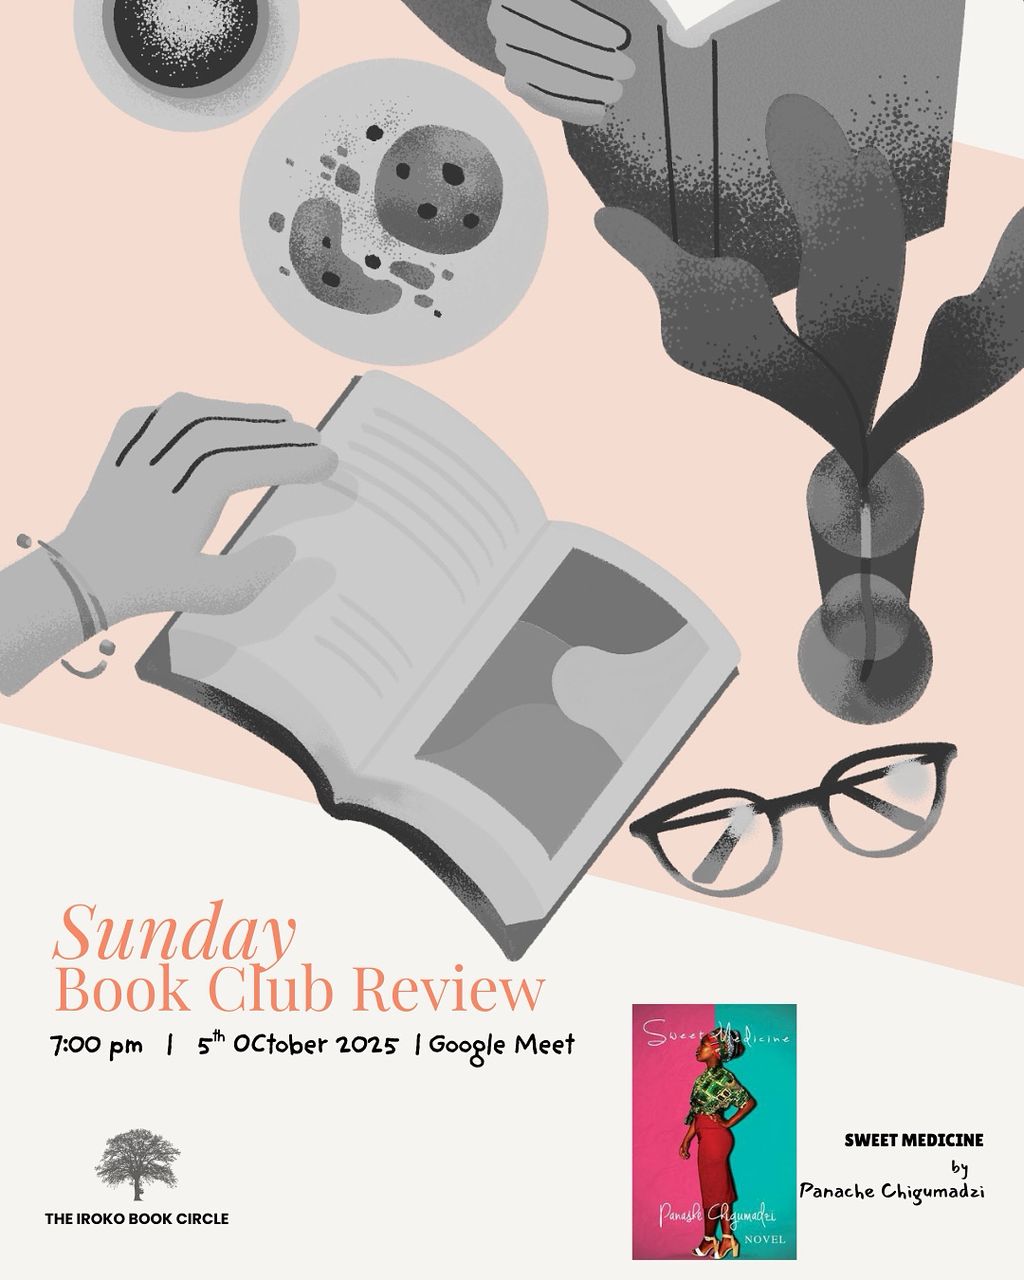 Sunday
Book Club Review
7:00 pm | 5th OCtober 2025 | Google Meet
Sweet Medicine
Panashe Chigumadzi
NOVEL
SWEET MEDICINE
by
Panache Chigumadzi
THE IROKO BOOK CIRCLE